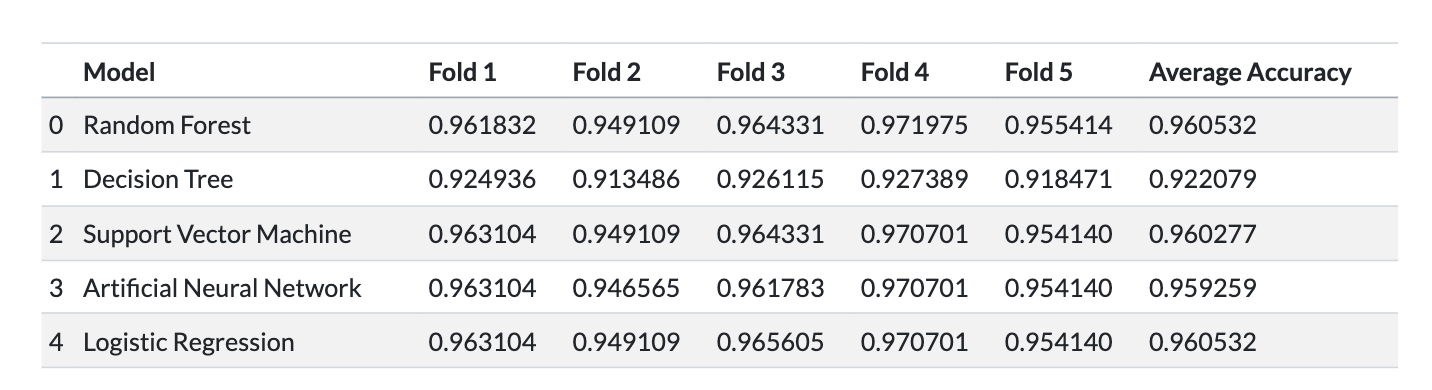 Model Fold 1 Fold 2 Fold 3 Fold 4 Fold 5 Average Accuracy
0 Random Forest 0.961832 0.949109 0.964331 0.971975 0.955414 0.960532
1 Decision Tree 0.924936 0.913486 0.926115 0.927389 0.918471 0.922079
2 Support Vector Machine 0.963104 0.949109 0.964331 0.970701 0.954140 0.960277
3 Artificial Neural Network 0.963104 0.946565 0.961783 0.970701 0.954140 0.959259
4 Logistic Regression 0.963104 0.949109 0.965605 0.970701 0.954140 0.960532